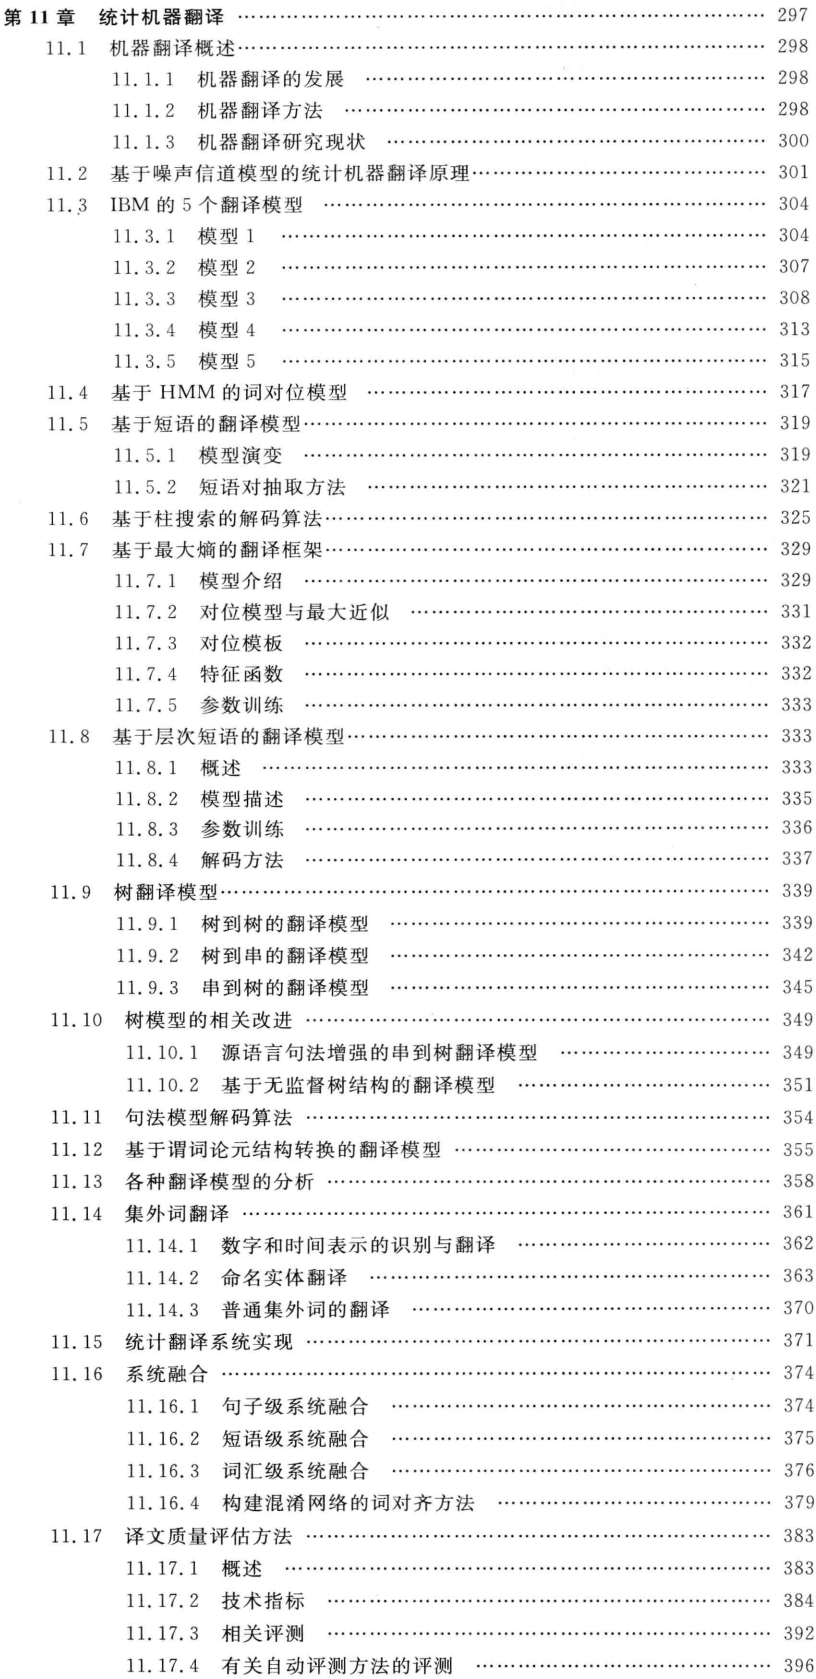 第 11 章 统计机器翻译 …………………………………………………………………… 297
11.1 机器翻译概述 …………………………………………………………………… 298
11.1.1 机器翻译的发展 …………………………………………………………………… 298
11.1.2 机器翻译方法 …………………………………………………………………… 298
11.1.3 机器翻译研究现状 …………………………………………………………………… 300
11.2 基于噪声信道模型的统计机器翻译原理 …………………………………………………………………… 301
11.3 IBM 的 5 个翻译模型 …………………………………………………………………… 304
11.3.1 模型 1 …………………………………………………………………… 304
11.3.2 模型 2 …………………………………………………………………… 307
11.3.3 模型 3 …………………………………………………………………… 308
11.3.4 模型 4 …………………………………………………………………… 313
11.3.5 模型 5 …………………………………………………………………… 315
11.4 基于 HMM 的词对位模型 …………………………………………………………………… 317
11.5 基于短语的翻译模型 …………………………………………………………………… 319
11.5.1 模型演变 …………………………………………………………………… 319
11.5.2 短语对抽取方法 …………………………………………………………………… 321
11.6 基于柱搜索的解码算法 …………………………………………………………………… 325
11.7 基于最大熵的翻译框架 …………………………………………………………………… 329
11.7.1 模型介绍 …………………………………………………………………… 329
11.7.2 对位模型与最大近似 …………………………………………………………………… 331
11.7.3 对位模板 …………………………………………………………………… 332
11.7.4 特征函数 …………………………………………………………………… 332
11.7.5 参数训练 …………………………………………………………………… 333
11.8 基于层次短语的翻译模型 …………………………………………………………………… 333
11.8.1 概述 …………………………………………………………………… 333
11.8.2 模型描述 …………………………………………………………………… 335
11.8.3 参数训练 …………………………………………………………………… 336
11.8.4 解码方法 …………………………………………………………………… 337
11.9 树翻译模型 …………………………………………………………………… 339
11.9.1 树到树的翻译模型 …………………………………………………………………… 339
11.9.2 树到串的翻译模型 …………………………………………………………………… 342
11.9.3 串到树的翻译模型 …………………………………………………………………… 345
11.10 树模型的相关改进 …………………………………………………………………… 349
11.10.1 源语言句法增强的串到树翻译模型 …………………………………………………………………… 349
11.10.2 基于无监督树结构的翻译模型 …………………………………………………………………… 351
11.11 句法模型解码算法 …………………………………………………………………… 354
11.12 基于谓词论元结构转换的翻译模型 …………………………………………………………………… 355
11.13 各种翻译模型的分析 …………………………………………………………………… 358
11.14 集外词翻译 …………………………………………………………………… 361
11.14.1 数字和时间表示的识别与翻译 …………………………………………………………………… 362
11.14.2 命名实体翻译 …………………………………………………………………… 363
11.14.3 普通集外词的翻译 …………………………………………………………………… 370
11.15 统计翻译系统实现 …………………………………………………………………… 371
11.16 系统融合 …………………………………………………………………… 374
11.16.1 句子级系统融合 …………………………………………………………………… 374
11.16.2 短语级系统融合 …………………………………………………………………… 375
11.16.3 词汇级系统融合 …………………………………………………………………… 376
11.16.4 构建混淆网络的词对齐方法 …………………………………………………………………… 379
11.17 译文质量评估方法 …………………………………………………………………… 383
11.17.1 概述 …………………………………………………………………… 383
11.17.2 技术指标 …………………………………………………………………… 384
11.17.3 相关评测 …………………………………………………………………… 392
11.17.4 有关自动评测方法的评测 …………………………………………………………………… 396